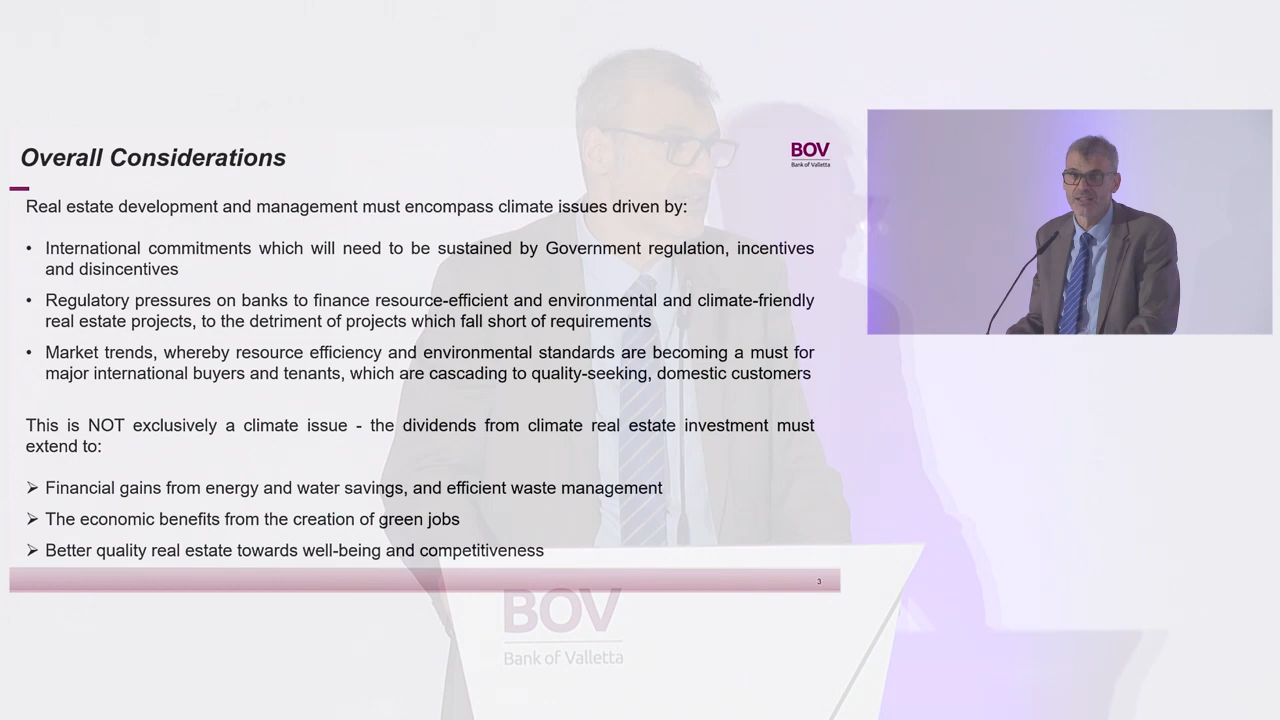 Overall Considerations
BOV
Bank of Valletta
Real estate development and management must encompass climate issues driven by:
• International commitments which will need to be sustained by Government regulation, incentives
and disincentives
• Regulatory pressures on banks to finance resource-efficient and environmental and climate-friendly
real estate projects, to the detriment of projects which fall short of requirements
• Market trends, whereby resource efficiency and environmental standards are becoming a must for
major international buyers and tenants, which are cascading to quality-seeking, domestic customers
This is NOT exclusively a climate issue - the dividends from climate real estate investment must
extend to:
➢ Financial gains from energy and water savings, and efficient waste management
➢ The economic benefits from the creation of green jobs
➢ Better quality real estate towards well-being and competitiveness
3
BOV
Bank of Valletta